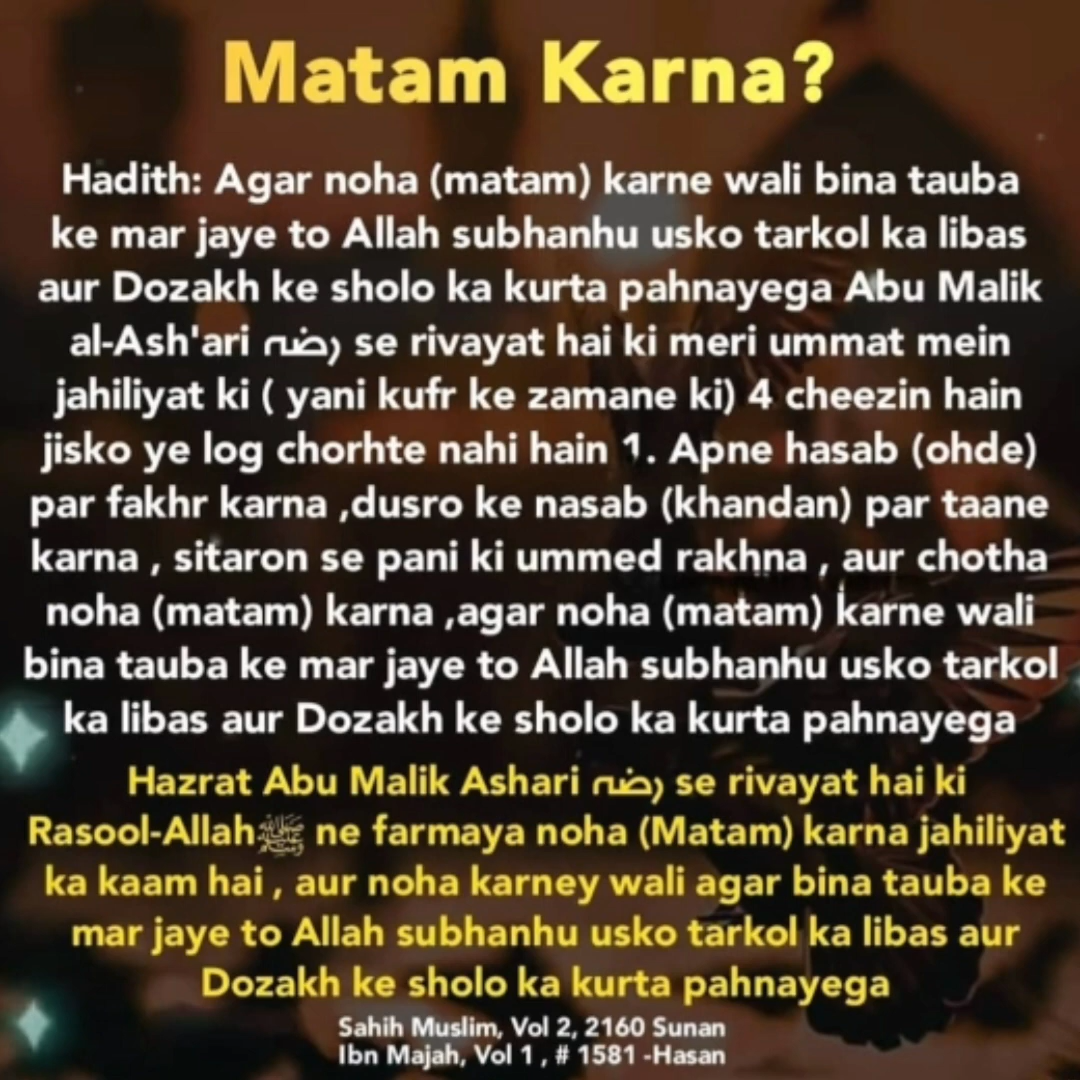 Matam Karna?
Hadith: Agar noha (matam) karne wali bina tauba
ke mar jaye to Allah subhanhu usko tarkol ka libas
aur Dozakh ke sholo ka kurta pahnayega Abu Malik
al-Ash'ari رضہ se rivayat hai ki meri ummat mein
jahiliyat ki ( yani kufr ke zamane ki) 4 cheezin hain
jisko ye log chorhte nahi hain 1. Apne hasab (ohde)
par fakhr karna ,dusro ke nasab (khandan) par taane
karna , sitaron se pani ki ummed rakhna , aur chotha
noha (matam) karna ,agar noha (matam) karne wali
bina tauba ke mar jaye to Allah subhanhu usko tarkol
ka libas aur Dozakh ke sholo ka kurta pahnayega
Hazrat Abu Malik Ashari رضہ se rivayat hai ki
Rasool-Allahﷺ ne farmaya noha (Matam) karna jahiliyat
ka kaam hai , aur noha karney wali agar bina tauba ke
mar jaye to Allah subhanhu usko tarkol ka libas aur
Dozakh ke sholo ka kurta pahnayega
Sahih Muslim, Vol 2, 2160 Sunan
Ibn Majah, Vol 1 , # 1581 -Hasan